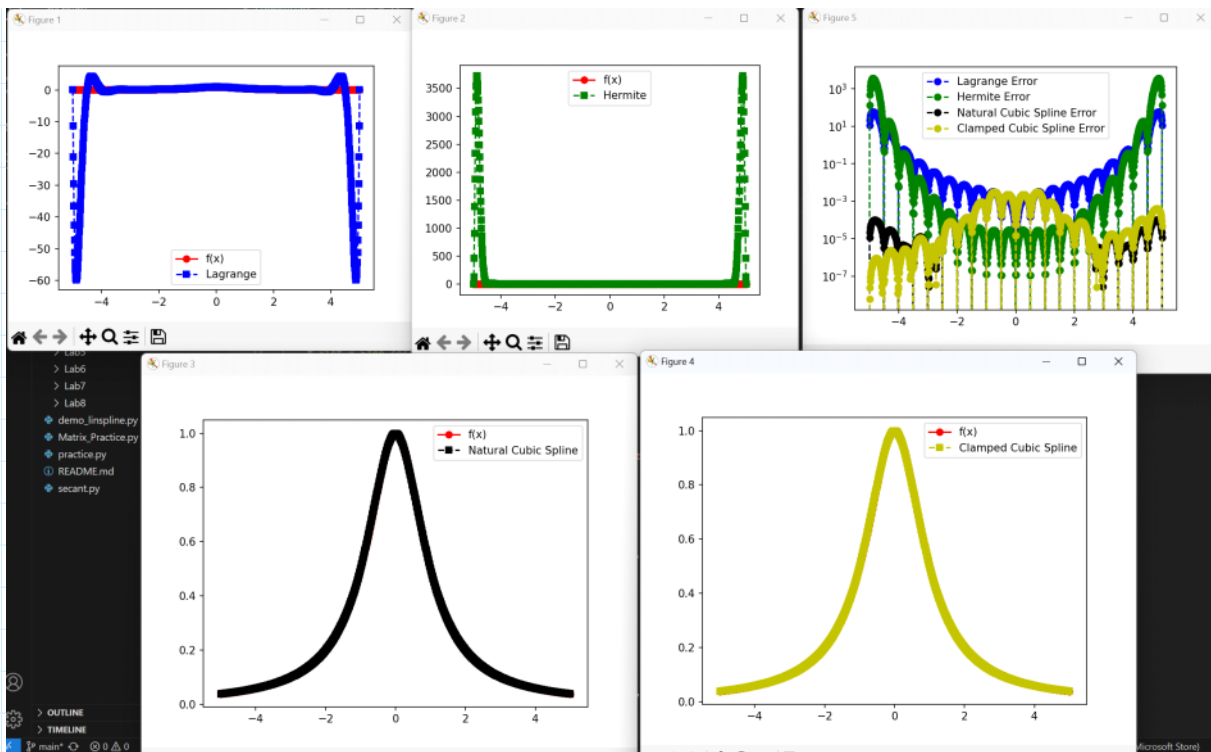 Figure 1
0
−10
−20
−30
−40
−50
−60
f(x)
Lagrange
−4
−2
0
2
4
Figure 2
3500
3000
2500
2000
1500
1000
500
0
f(x)
Hermite
−4
−2
0
2
4
Figure 5
10³
10¹
10⁻¹
10⁻³
10⁻⁵
10⁻⁷
Lagrange Error
Hermite Error
Natural Cubic Spline Error
Clamped Cubic Spline Error
−4
−2
0
2
4
Lab5
Lab6
Lab7
Lab8
demo_linspline.py
Matrix_Practice.py
practice.py
README.md
secant.py
OUTLINE
TIMELINE
main*
0
0
Figure 3
1.0
0.8
0.6
0.4
0.2
0.0
f(x)
Natural Cubic Spline
−4
−2
0
2
4
Figure 4
1.0
0.8
0.6
0.4
0.2
0.0
f(x)
Clamped Cubic Spline
−4
−2
0
2
4
Microsoft Store)